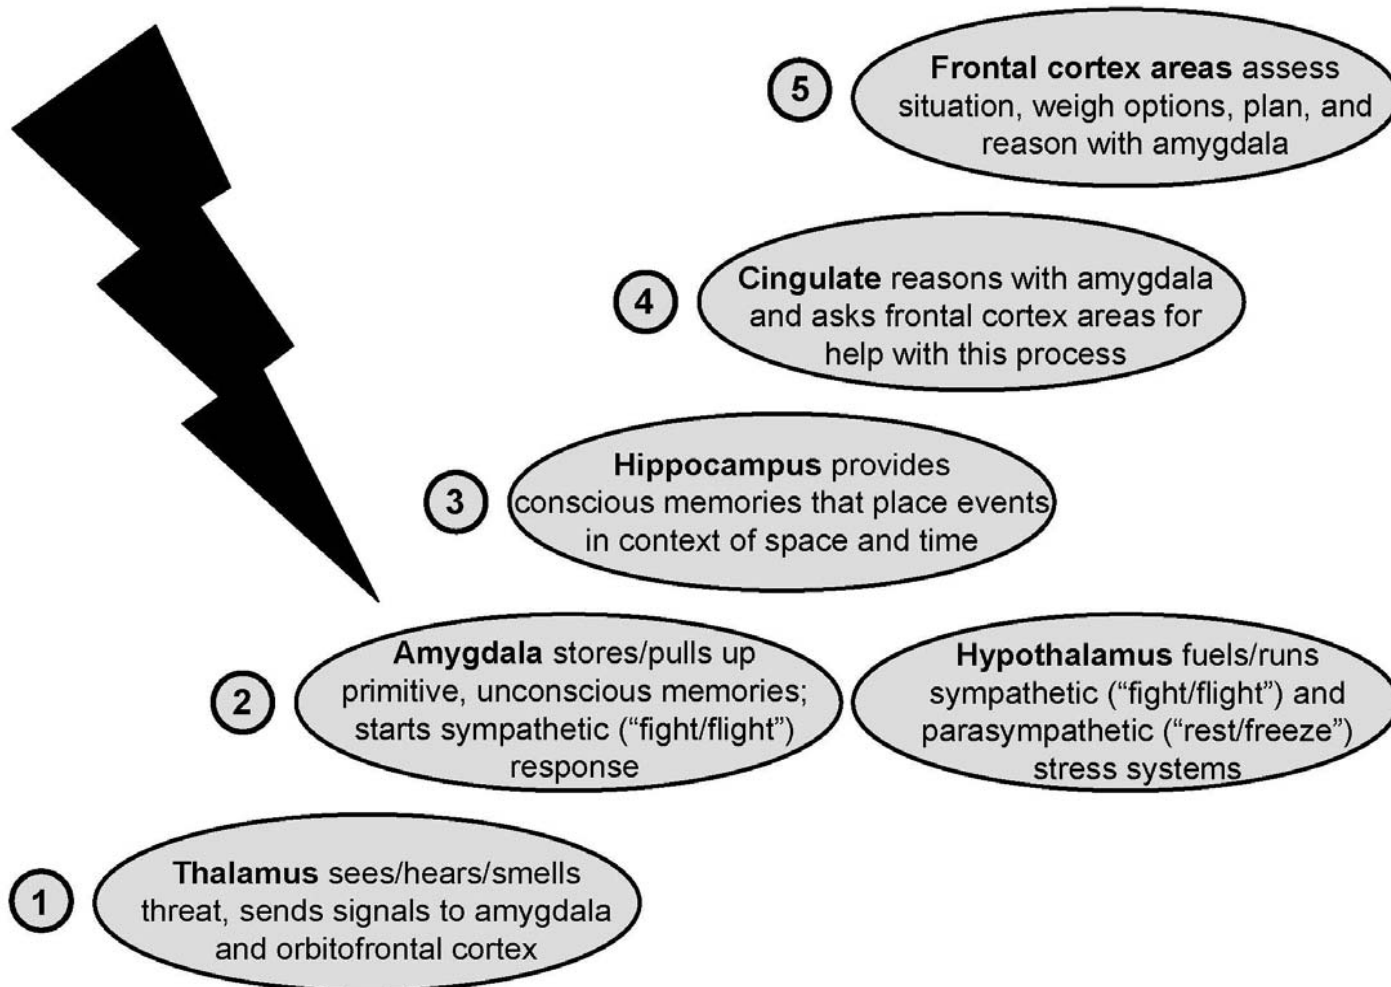 5
Frontal cortex areas assess
situation, weigh options, plan, and
reason with amygdala
4
Cingulate reasons with amygdala
and asks frontal cortex areas for
help with this process
3
Hippocampus provides
conscious memories that place events
in context of space and time
2
Amygdala stores/pulls up
primitive, unconscious memories;
starts sympathetic (“fight/flight”)
response
Hypothalamus fuels/runs
sympathetic (“fight/flight”) and
parasympathetic (“rest/freeze”)
stress systems
1
Thalamus sees/hears/smells
threat, sends signals to amygdala
and orbitofrontal cortex